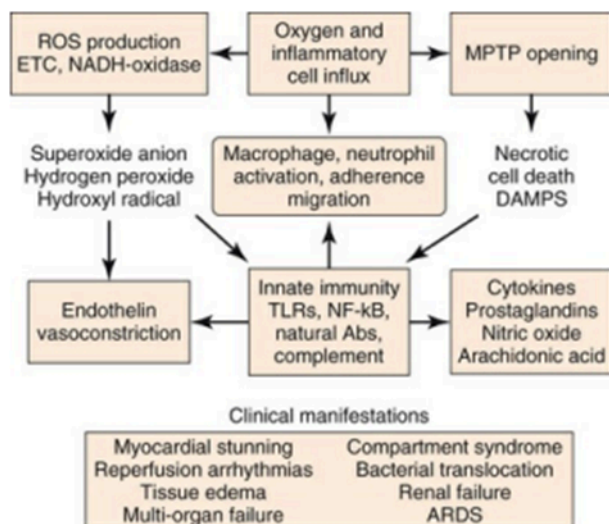 ROS production
ETC, NADH-oxidase
Oxygen and
inflammatory
cell influx
MPTP opening
Superoxide anion
Hydrogen peroxide
Hydroxyl radical
Macrophage, neutrophil
activation, adherence
migration
Necrotic
cell death
DAMPS
Endothelin
vasoconstriction
Innate immunity
TLRs, NF-kB,
natural Abs,
complement
Cytokines
Prostaglandins
Nitric oxide
Arachidonic acid
Clinical manifestations
Myocardial stunning
Reperfusion arrhythmias
Tissue edema
Multi-organ failure
Compartment syndrome
Bacterial translocation
Renal failure
ARDS